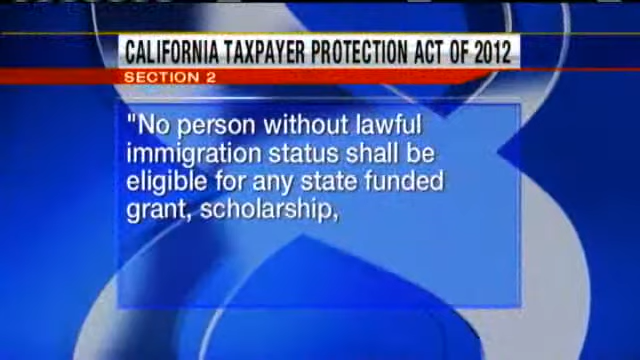 CALIFORNIA TAXPAYER PROTECTION ACT OF 2012
SECTION 2
"No person without lawful
immigration status shall be
eligible for any state funded
grant, scholarship,